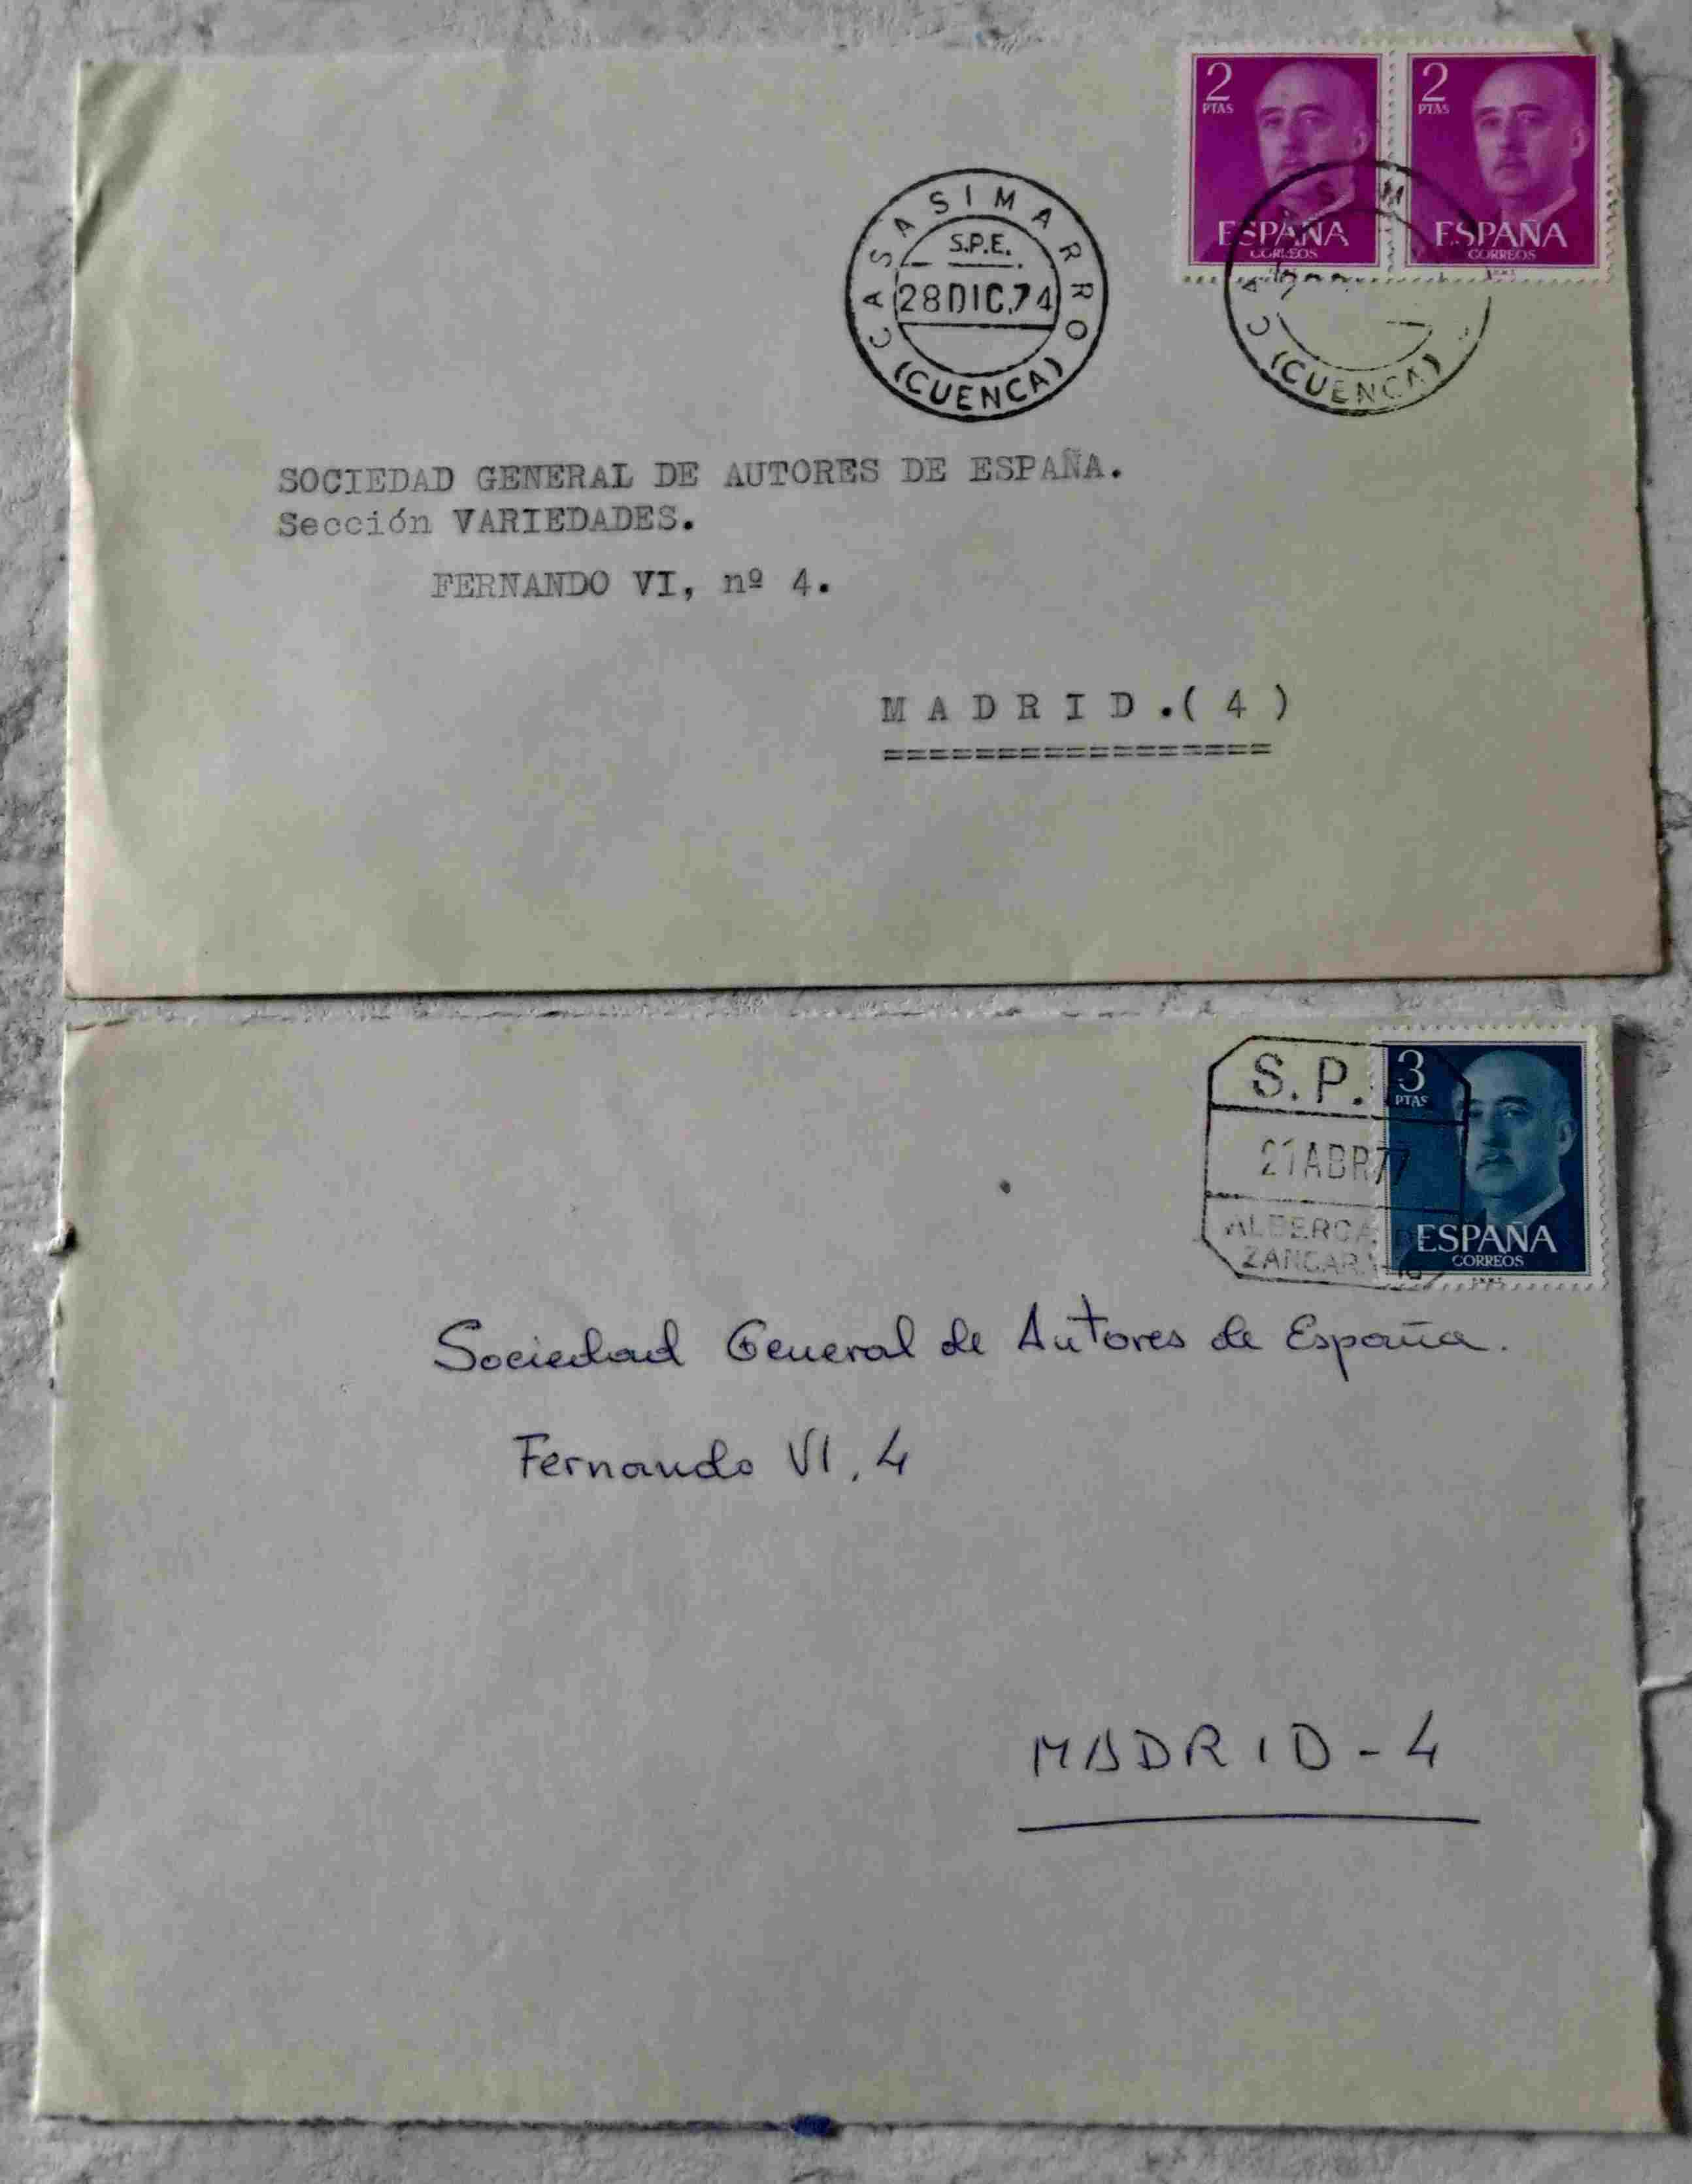 2
PTAS
ESPAÑA
CORREOS
2
PTAS
ESPAÑA
CORREOS
CASASIMARRO
S.P.E.
28 DIC.74
(CUENCA)
(CUENCA)
SOCIEDAD GENERAL DE AUTORES DE ESPAÑA.
Sección VARIEDADES.
FERNANDO VI, nº 4.
M A D R I D .( 4 )
=================
S.P.
21 ABR 77
ALBERCA
3
PTAS
ESPAÑA
CORREOS
Sociedad General de Autores de España.
Fernando VI, 4
MADRID - 4